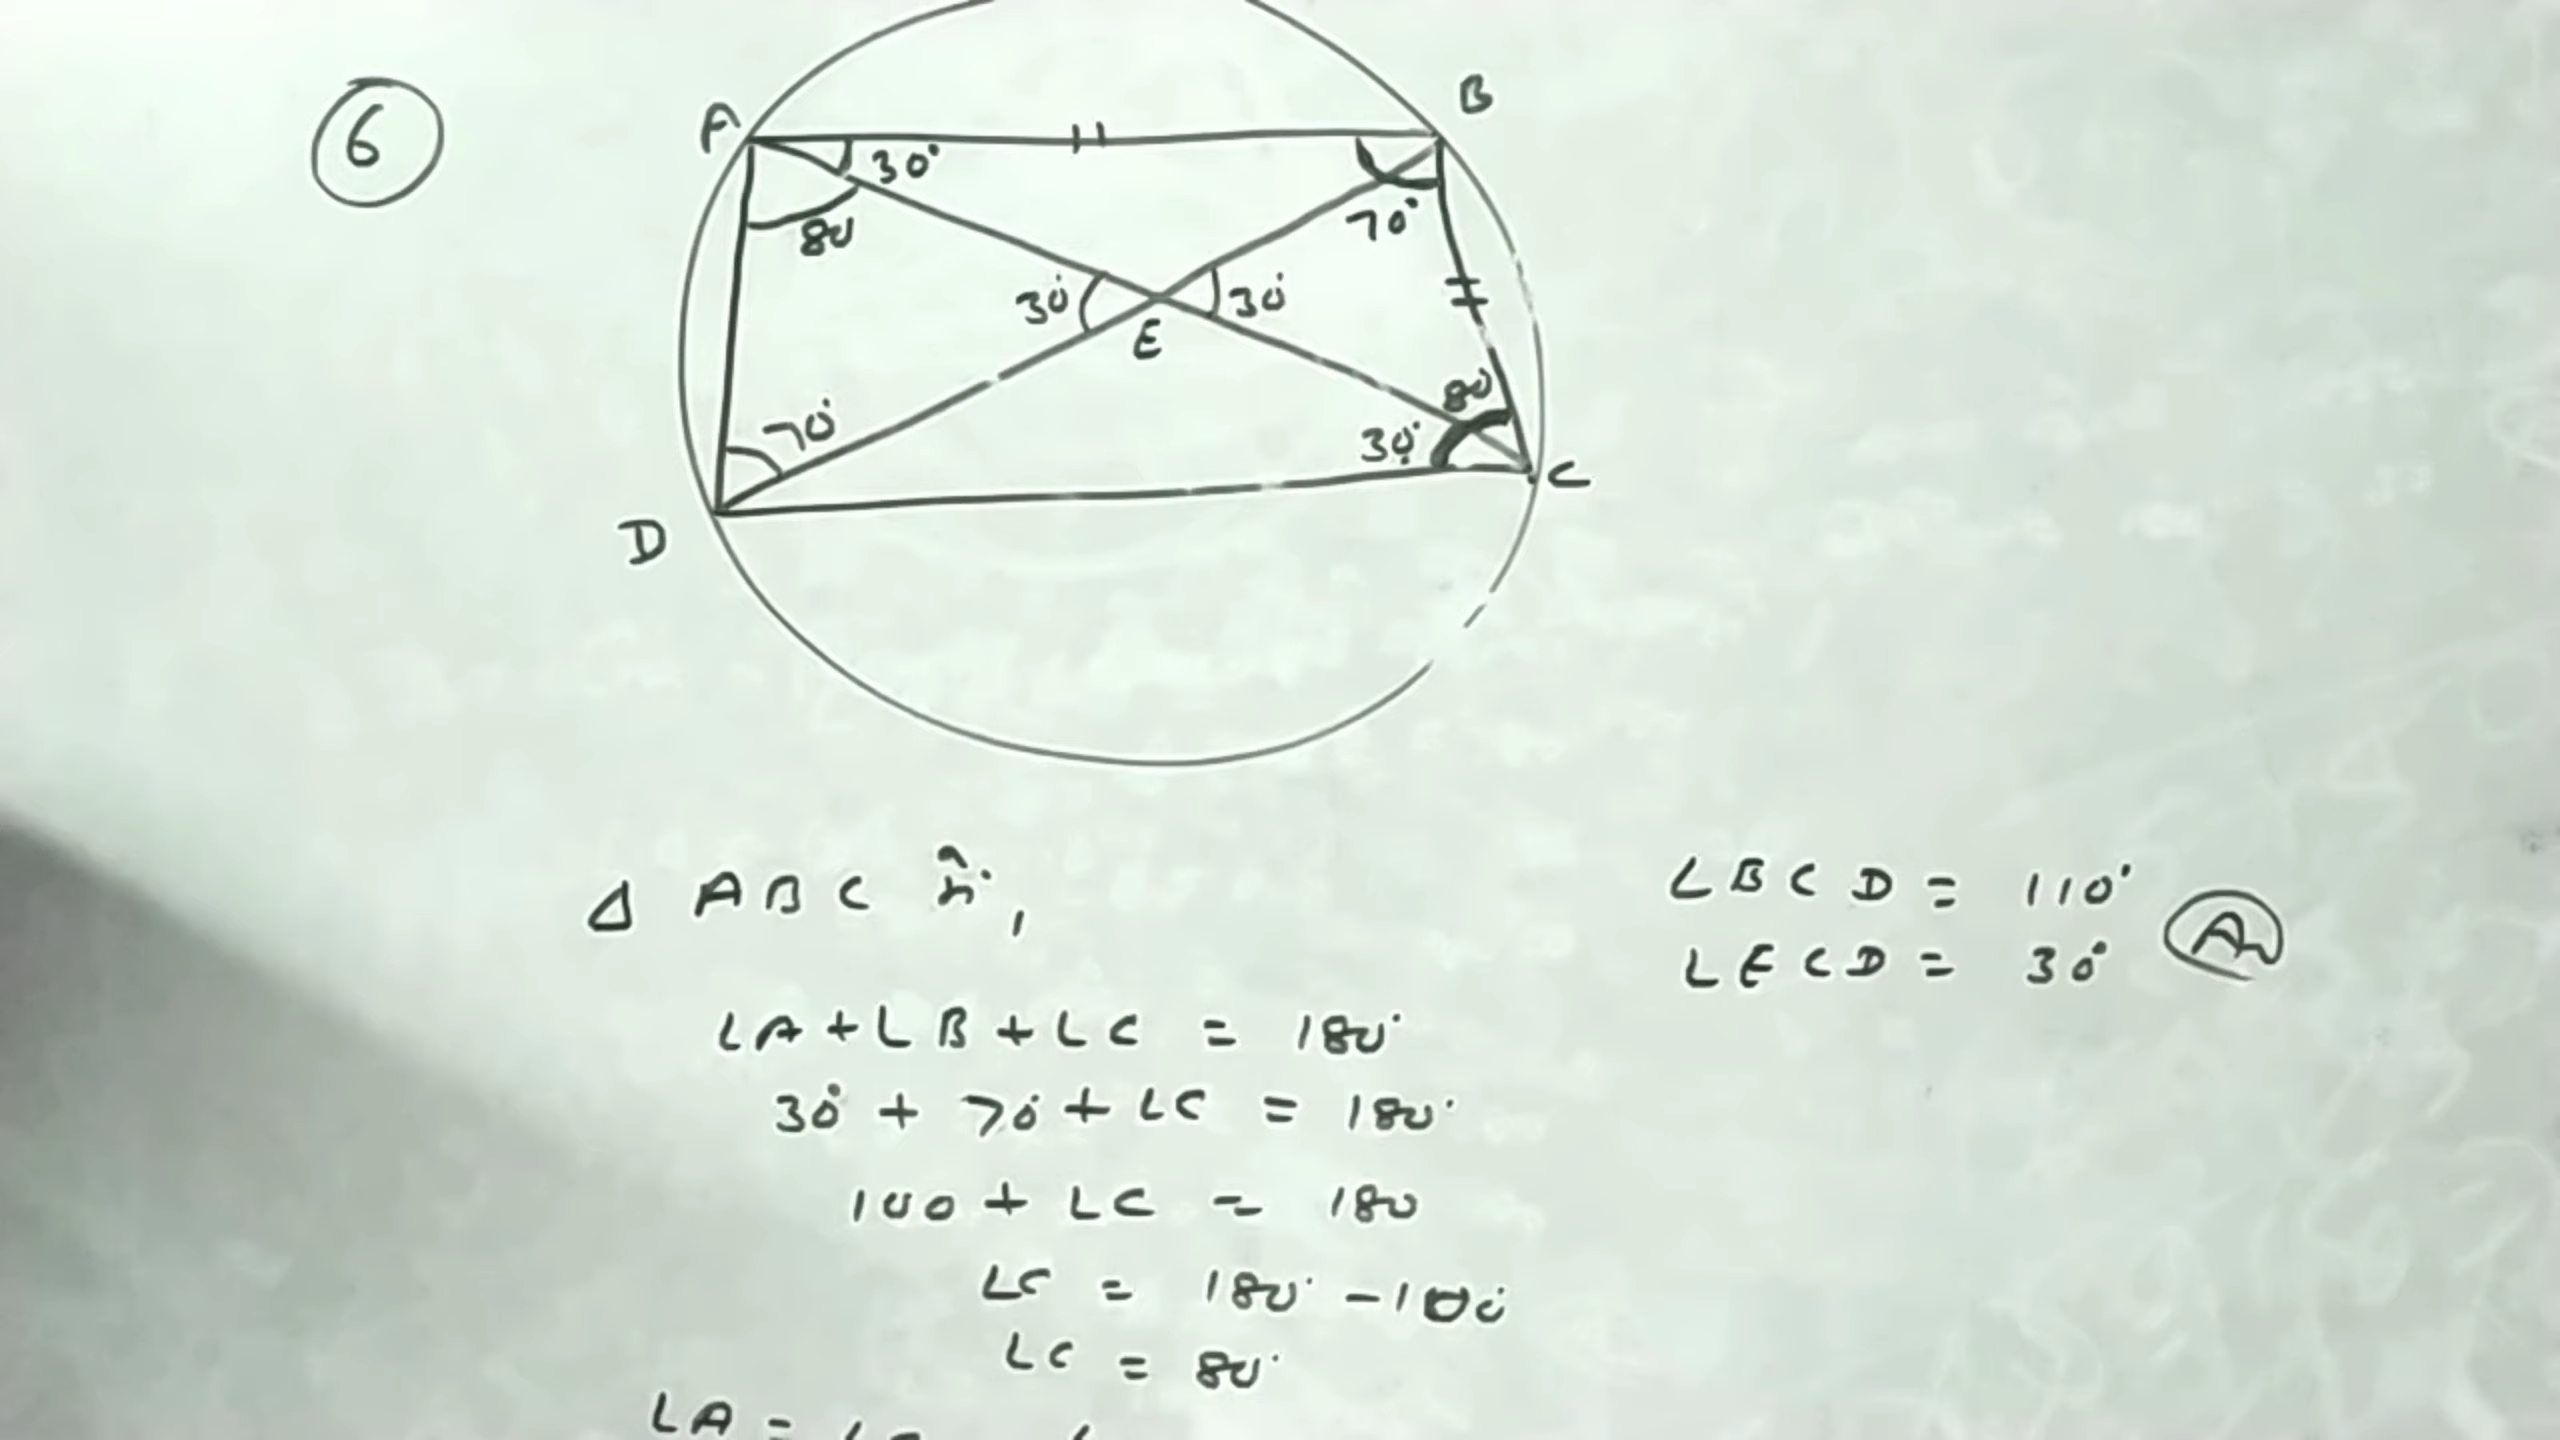 6
A
B
30°
80
70°
30°
30°
E
80
70°
30°
C
D
Δ ABC में,
∠BCD = 110°
∠ECD = 30° Ans
∠A + ∠B + ∠C = 180°
30° + 70° + ∠C = 180°
100 + ∠C = 180
∠C = 180° - 100°
∠C = 80°
∠A =